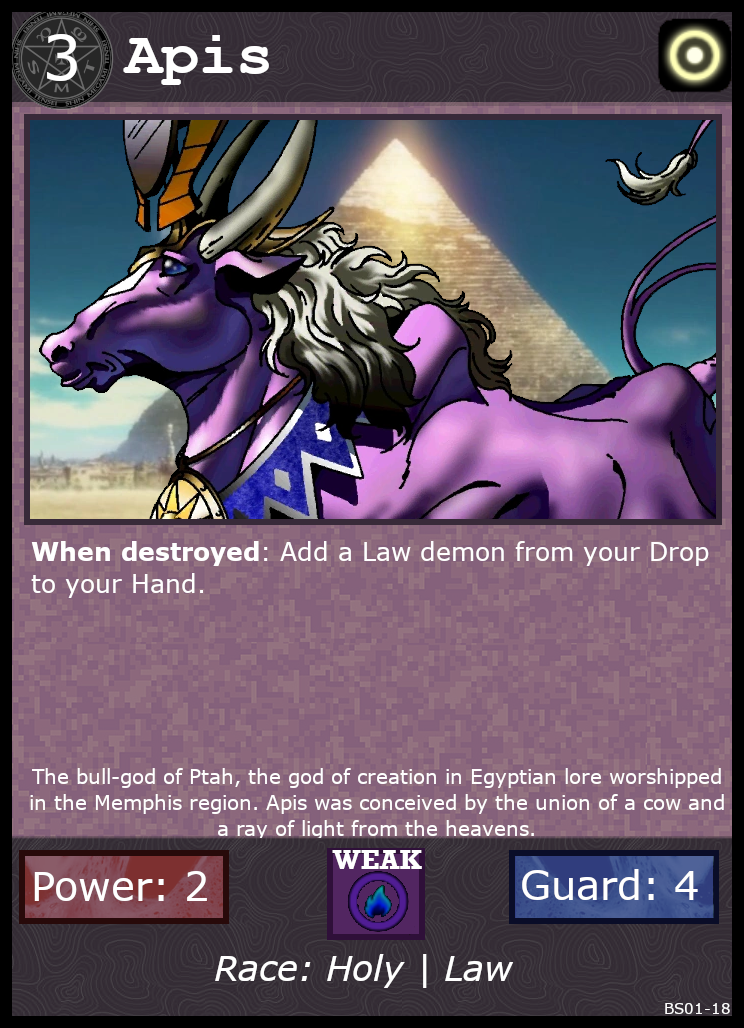 3 Apis
When destroyed: Add a Law demon from your Drop
to your Hand.
The bull-god of Ptah, the god of creation in Egyptian lore worshipped
in the Memphis region. Apis was conceived by the union of a cow and
a ray of light from the heavens.
Power: 2
WEAK
Guard: 4
Race: Holy | Law
BS01-18